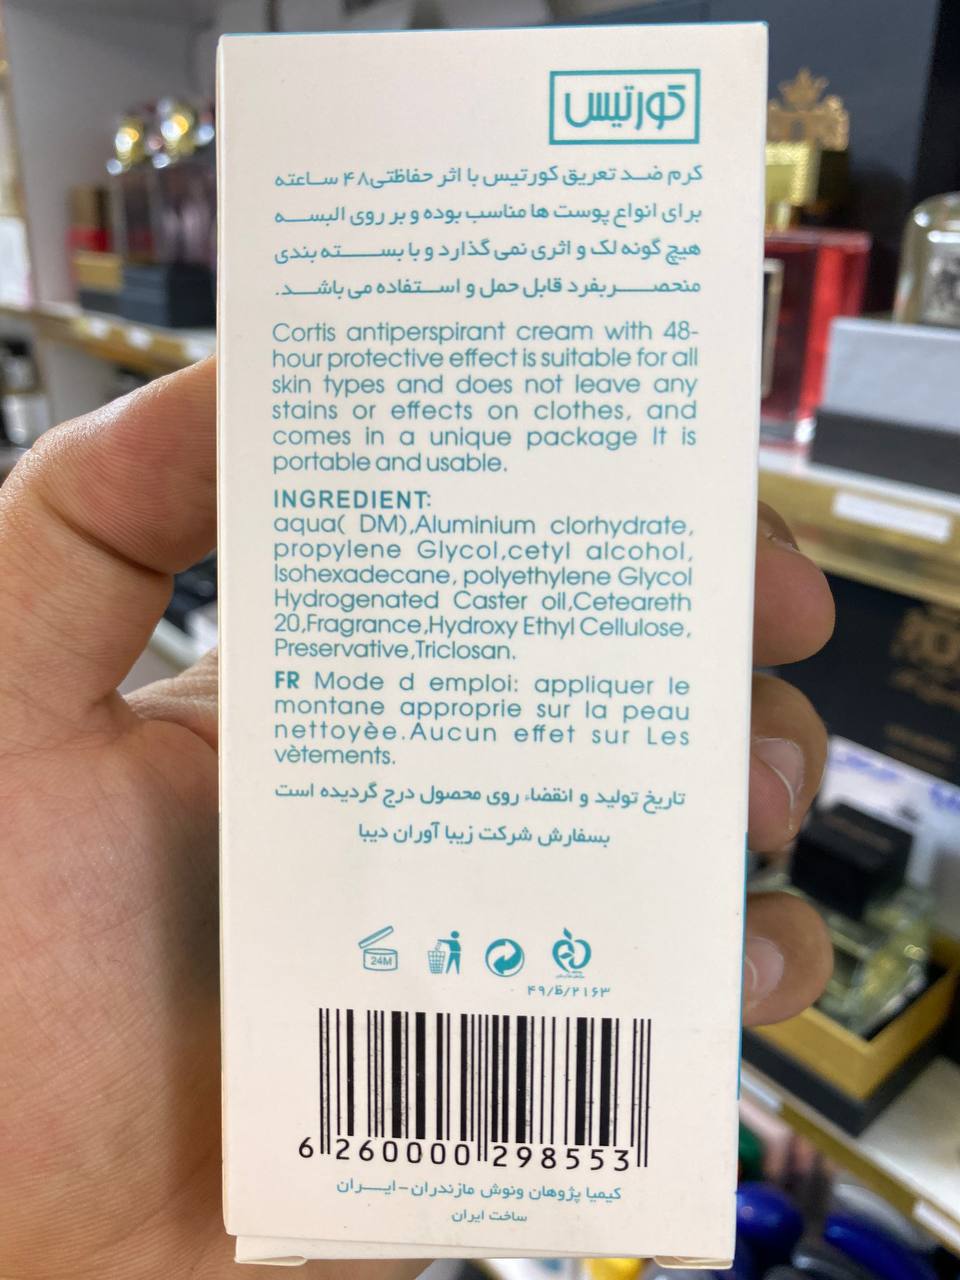 کورتیس
کرم ضد تعریق کورتیس با اثر حفاظتی۴۸ ساعته
برای انواع پوست ها مناسب بوده و بر روی البسه
هیچ گونه لک و اثری نمی گذارد و با بسته بندی
منحصر بفرد قابل حمل و استفاده می باشد.
Cortis antiperspirant cream with 48-
hour protective effect is suitable for all
skin types and does not leave any
stains or effects on clothes, and
comes in a unique package It is
portable and usable.
INGREDIENT:
aqua( DM),Aluminium clorhydrate,
propylene Glycol,cetyl alcohol,
Isohexadecane, polyethylene Glycol
Hydrogenated Caster oil,Ceteareth
20,Fragrance,Hydroxy Ethyl Cellulose,
Preservative,Triclosan.
FR Mode d emploi: appliquer le
montane approprie sur la peau
nettoyèe.Aucun effet sur Les
vètements.
تاریخ تولید و انقضاء روی محصول درج گردیده است
بسفارش شرکت زیبا آوران دیبا
24M
۴۹/ظ/۲۱۶۳
6 260000 298553
کیمیا پژوهان ونوش مازندران-ایران
ساخت ایران